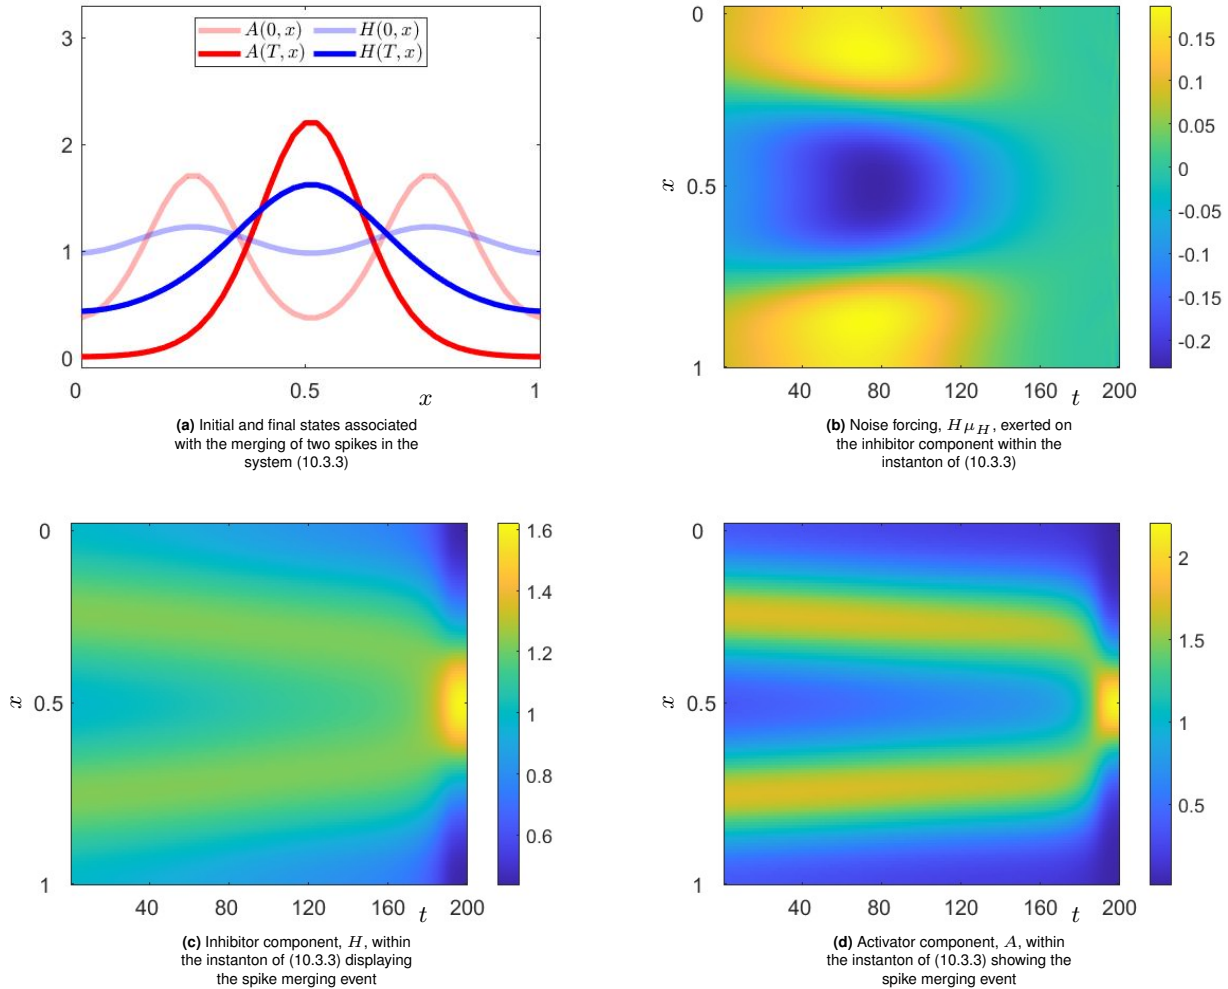 3
2
1
0
0
0.5
1
x
A(0, x) H(0, x)
A(T, x) H(T, x)
(a) Initial and final states associated
with the merging of two spikes in the
system (10.3.3)
0
0.5
1
x
40
80
120
160
200
t
0.15
0.1
0.05
0
-0.05
-0.1
-0.15
-0.2
(b) Noise forcing, Hμ_H, exerted on
the inhibitor component within the
instanton of (10.3.3)
0
0.5
1
x
40
80
120
160
200
t
1.6
1.4
1.2
1
0.8
0.6
(c) Inhibitor component, H, within
the instanton of (10.3.3) displaying
the spike merging event
0
0.5
1
x
40
80
120
160
200
t
2
1.5
1
0.5
(d) Activator component, A, within
the instanton of (10.3.3) showing the
spike merging event